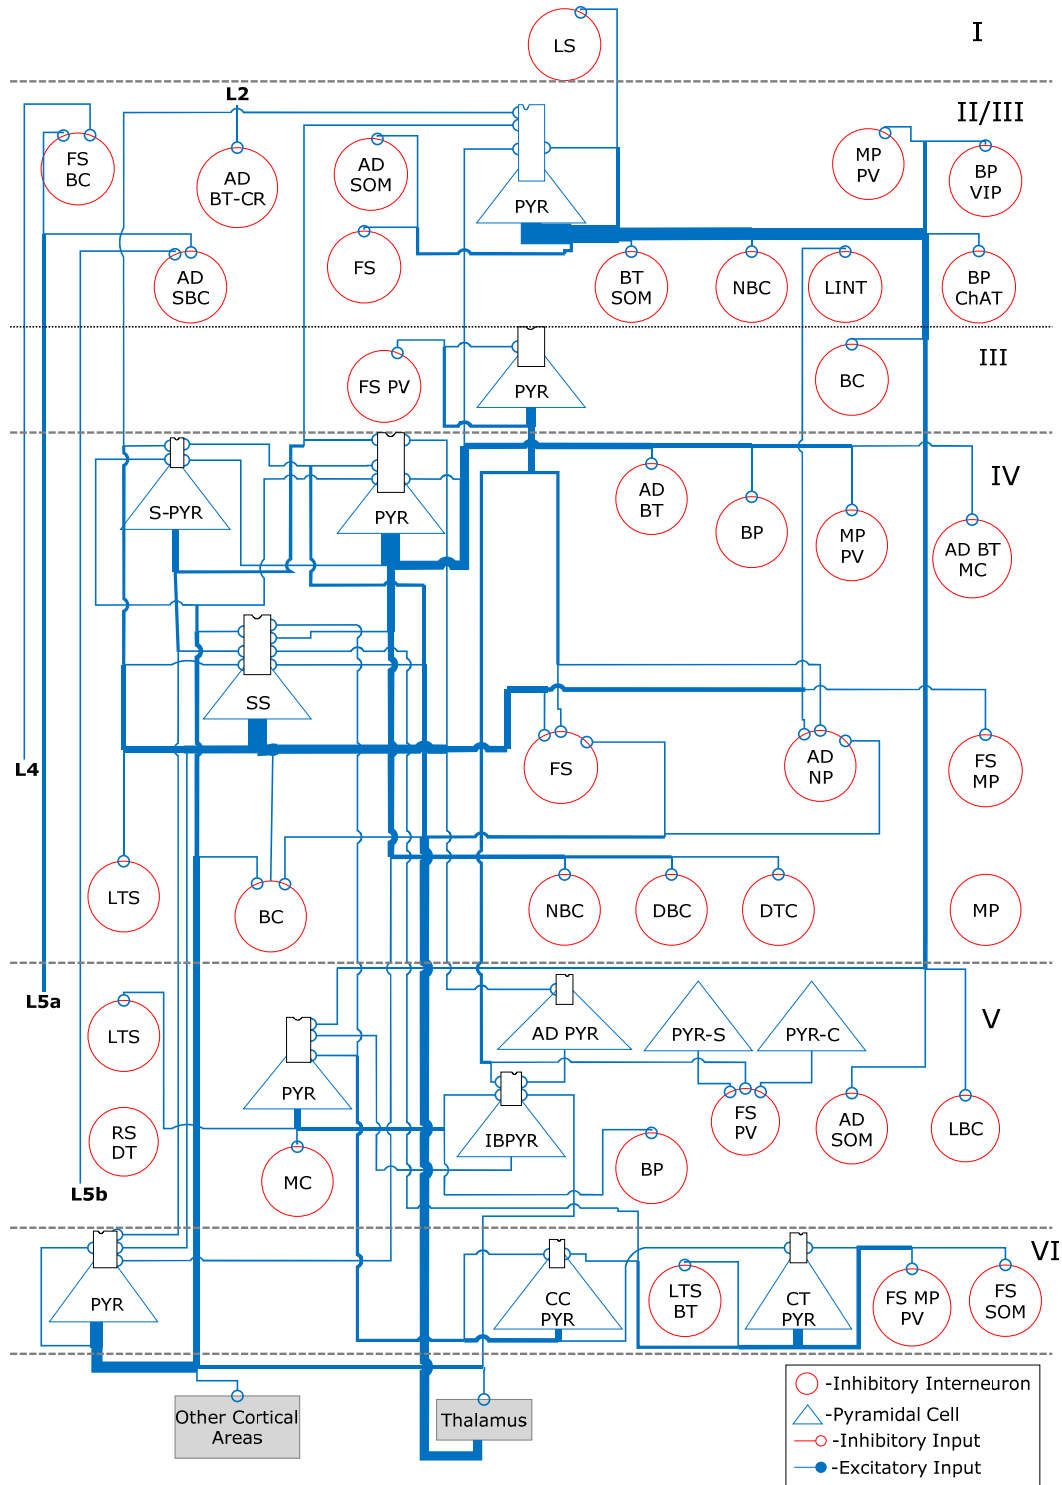 LS
I
L2
II/III
FS
BC
AD
BT-CR
AD
SOM
PYR
MP
PV
BP
VIP
AD
SBC
FS
BT
SOM
NBC
LINT
BP
ChAT
III
FS PV
PYR
BC
IV
S-PYR
PYR
AD
BT
BP
MP
PV
AD BT
MC
SS
L4
FS
AD
NP
FS
MP
LTS
BC
NBC
DBC
DTC
MP
L5a
V
LTS
AD PYR
PYR-S
PYR-C
PYR
RS
DT
MC
IBPYR
BP
FS
PV
AD
SOM
LBC
L5b
VI
PYR
CC
PYR
LTS
BT
CT
PYR
FS MP
PV
FS
SOM
Other Cortical
Areas
Thalamus
-Inhibitory Interneuron
-Pyramidal Cell
-Inhibitory Input
-Excitatory Input